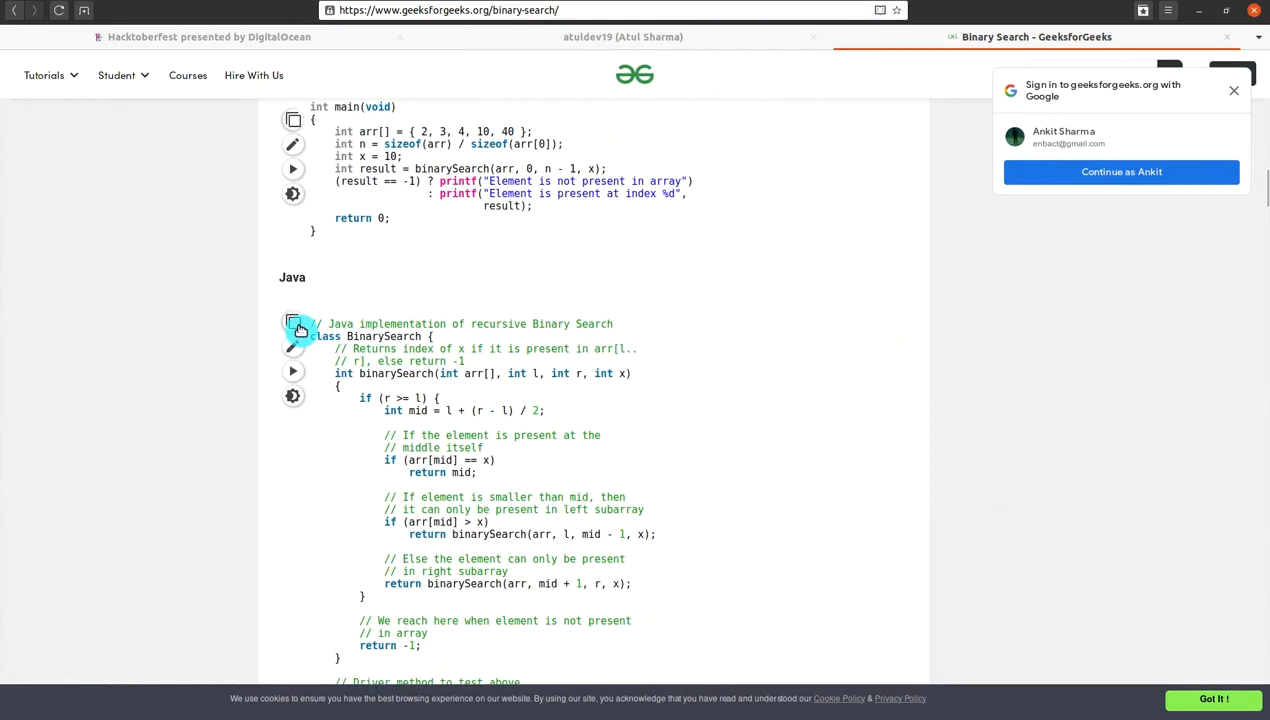 https://www.geeksforgeeks.org/binary-search/
Hacktoberfest presented by DigitalOcean
atuldev19 (Atul Sharma)
Binary Search - GeeksforGeeks
Tutorials
Student
Courses
Hire With Us
Sign in to geeksforgeeks.org with
Google
Ankit Sharma
enbact@gmail.com
Continue as Ankit
int main(void)
{
    int arr[] = { 2, 3, 4, 10, 40 };
    int n = sizeof(arr) / sizeof(arr[0]);
    int x = 10;
    int result = binarySearch(arr, 0, n - 1, x);
    (result == -1) ? printf("Element is not present in array")
                   : printf("Element is present at index %d",
                            result);
    return 0;
}
Java
// Java implementation of recursive Binary Search
class BinarySearch {
    // Returns index of x if it is present in arr[l..
    // r], else return -1
    int binarySearch(int arr[], int l, int r, int x)
    {
        if (r >= l) {
            int mid = l + (r - l) / 2;
            // If the element is present at the
            // middle itself
            if (arr[mid] == x)
                return mid;
            // If element is smaller than mid, then
            // it can only be present in left subarray
            if (arr[mid] > x)
                return binarySearch(arr, l, mid - 1, x);
            // Else the element can only be present
            // in right subarray
            return binarySearch(arr, mid + 1, r, x);
        }
        // We reach here when element is not present
        // in array
        return -1;
    }
    // Driver method to test above
We use cookies to ensure you have the best browsing experience on our website. By using our site, you acknowledge that you have read and understood our Cookie Policy & Privacy Policy
Got It !